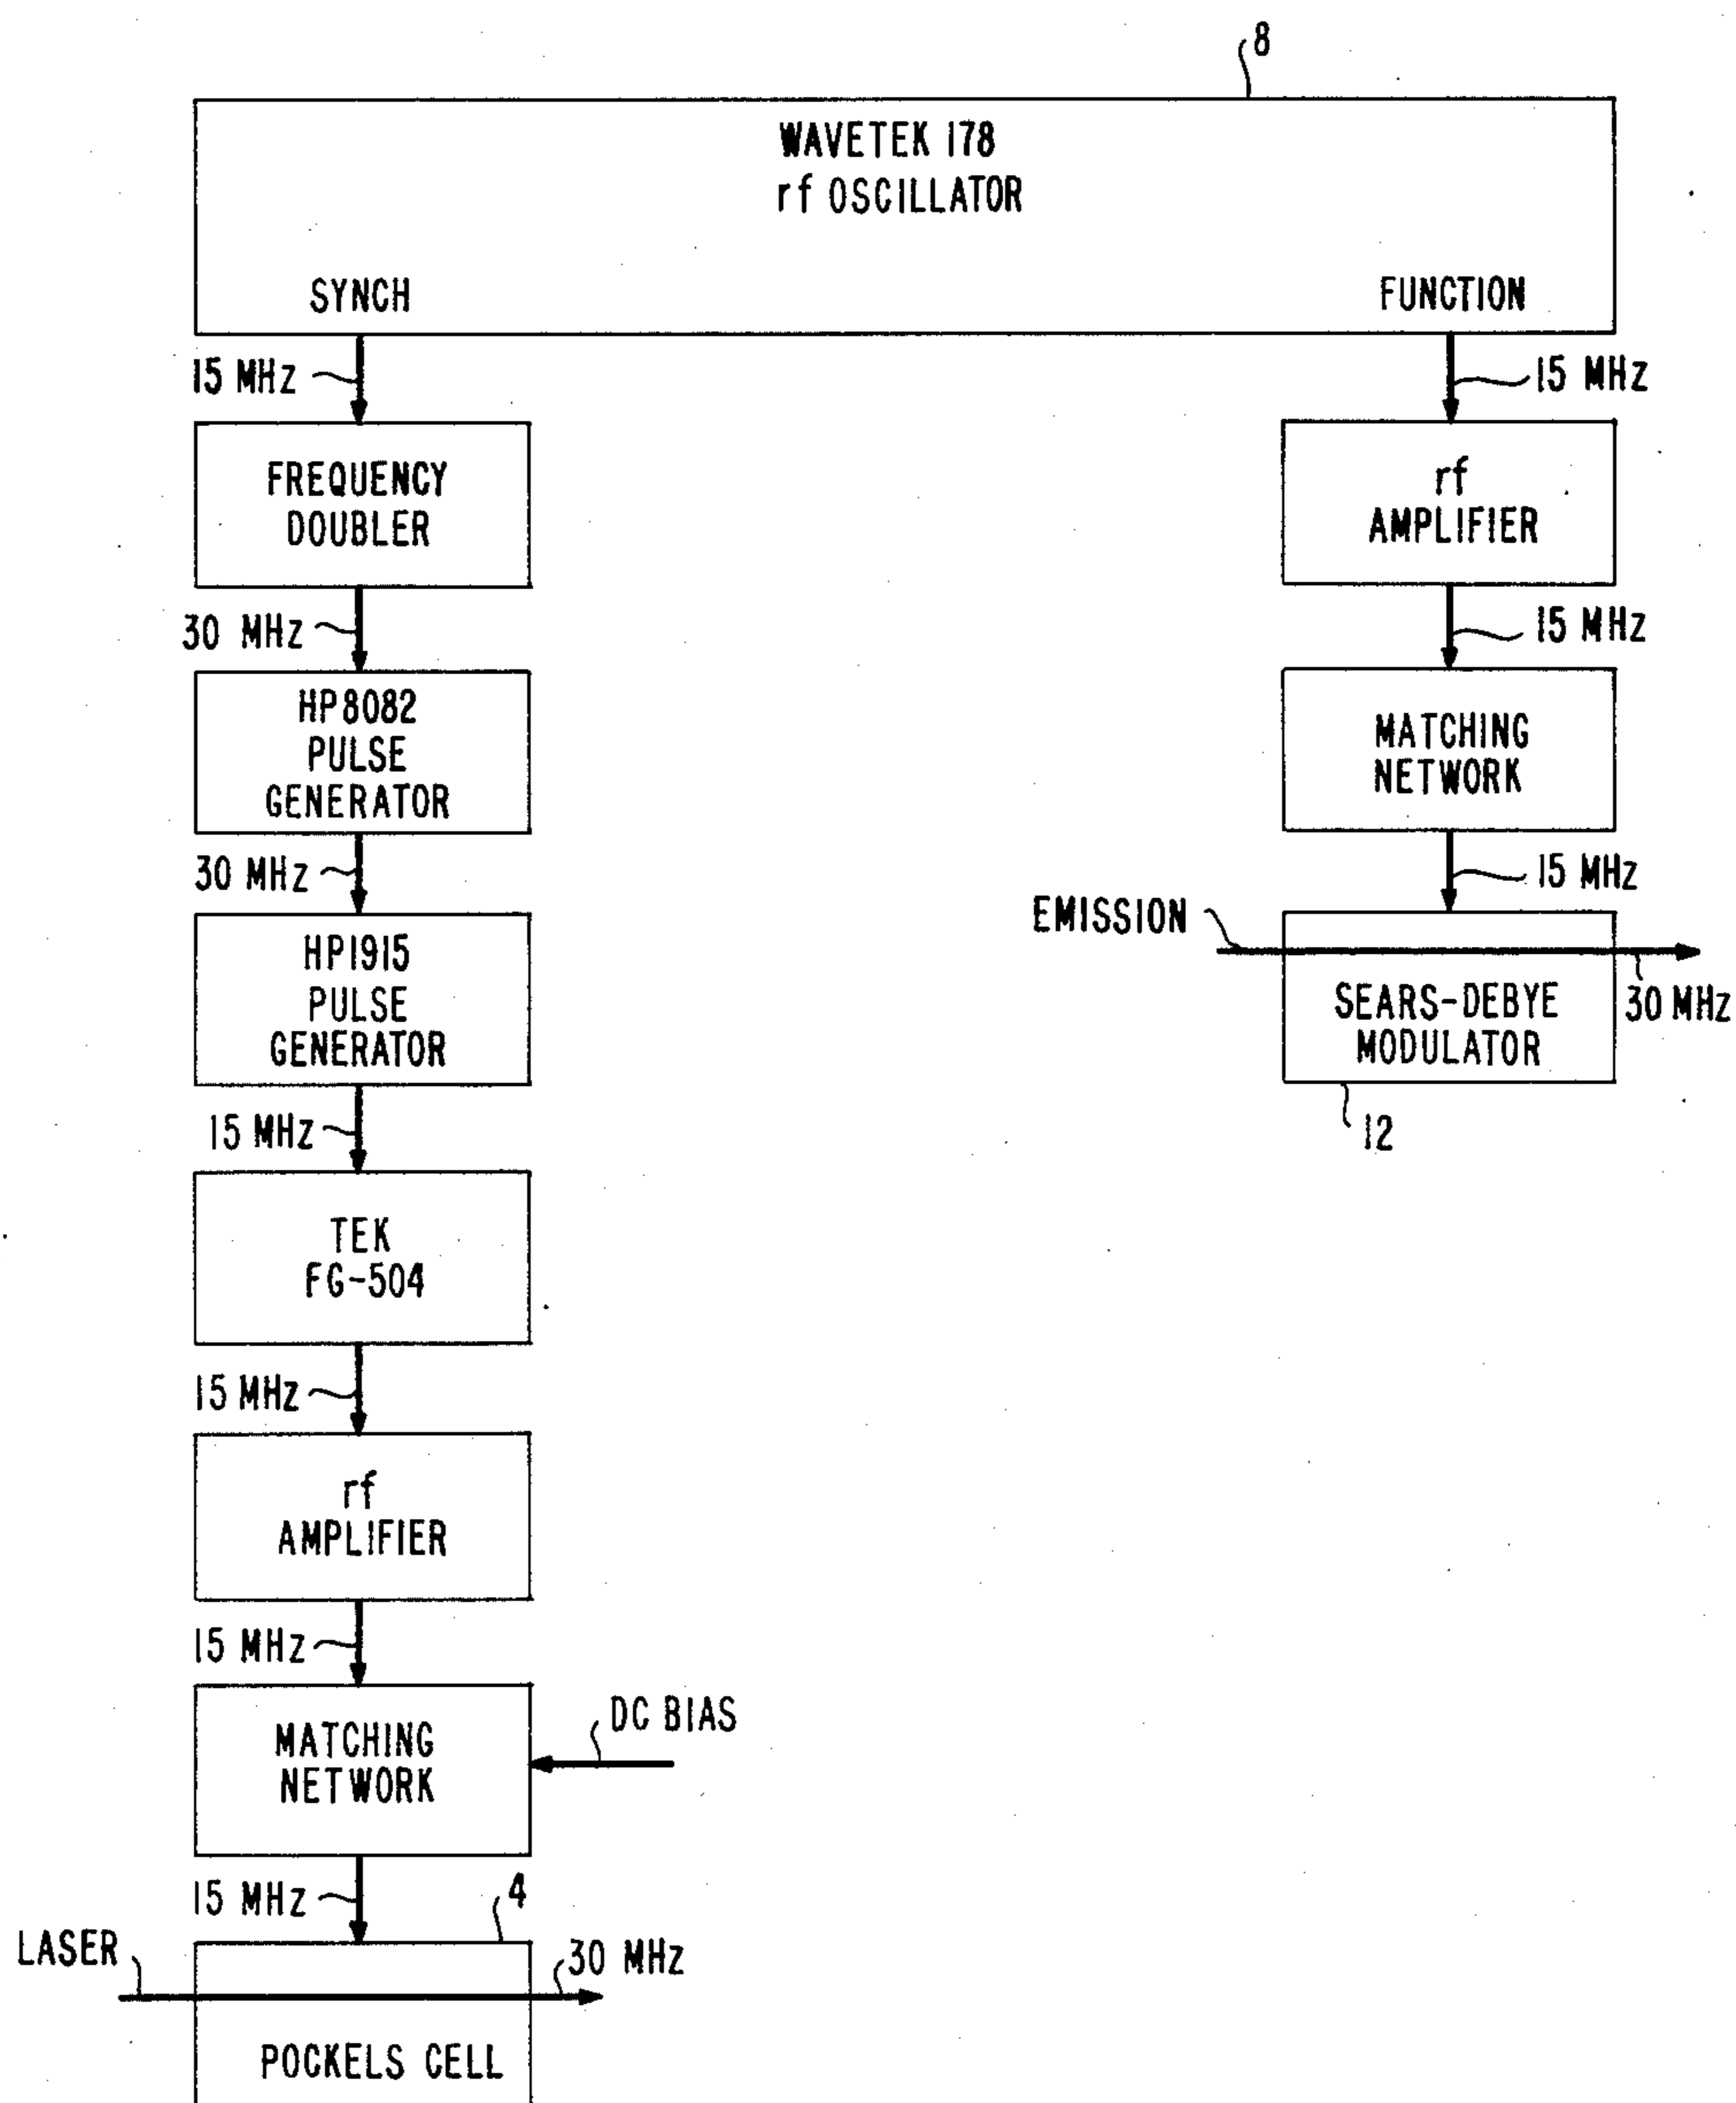 8
WAVETEK 178
rf OSCILLATOR
SYNCH
FUNCTION
15 MHz
15 MHz
FREQUENCY
DOUBLER
rf
AMPLIFIER
30 MHz
15 MHz
HP8082
PULSE
GENERATOR
MATCHING
NETWORK
30 MHz
15 MHz
EMISSION
HP1915
PULSE
GENERATOR
SEARS-DEBYE
MODULATOR
30 MHz
12
15 MHz
TEK
FG-504
15 MHz
rf
AMPLIFIER
15 MHz
MATCHING
NETWORK
DC BIAS
15 MHz
4
LASER
30 MHz
POCKELS CELL